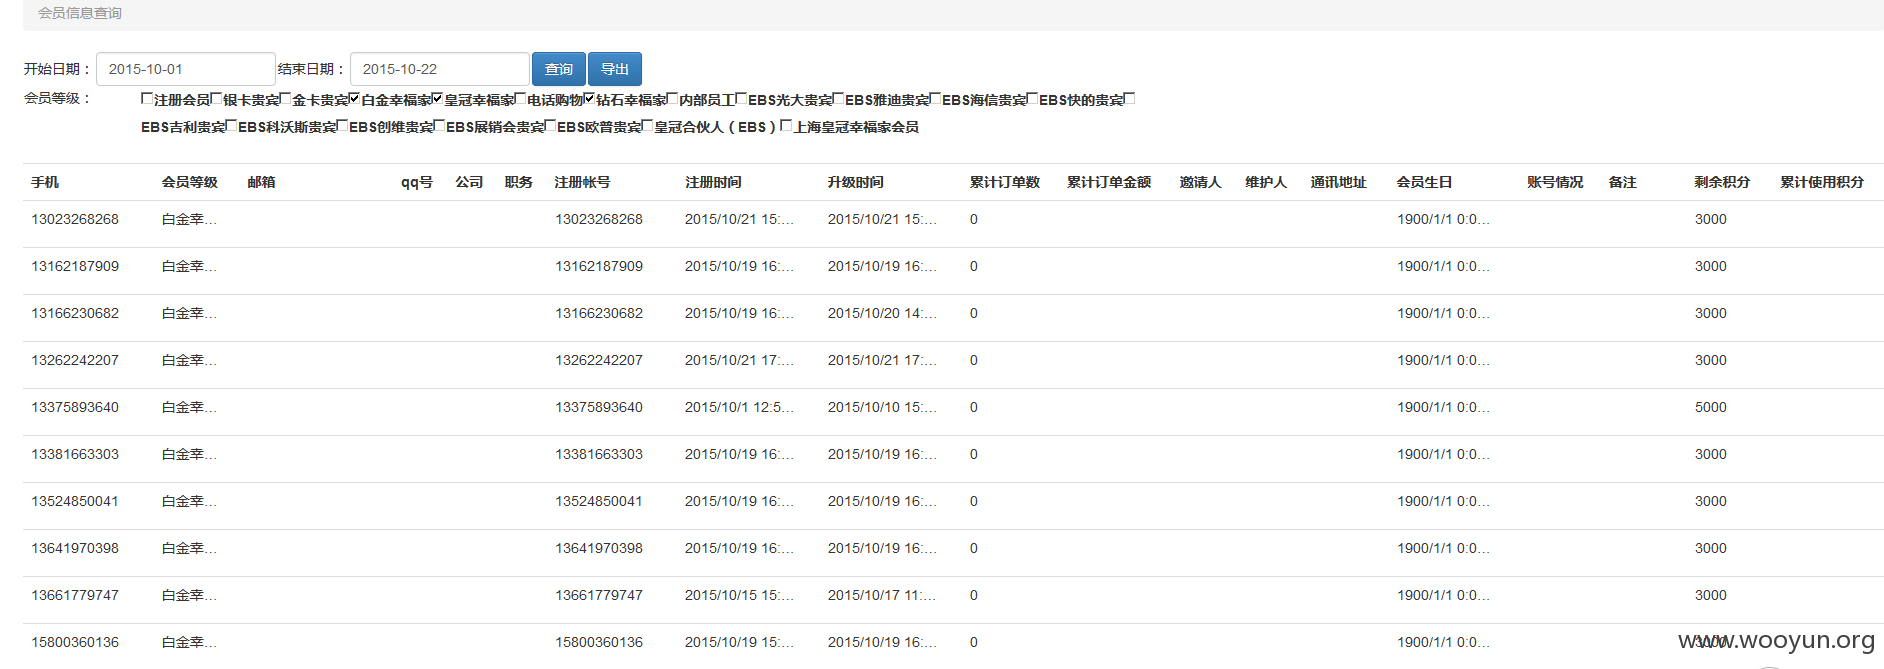 会员信息查询
开始日期： 2015-10-01 结束日期： 2015-10-22 查询 导出
会员等级： 注册会员 银卡贵宾 金卡贵宾 白金幸福家 皇冠幸福家 电话购物 钻石幸福家 内部员工 EBS光大贵宾 EBS雅迪贵宾 EBS海信贵宾 EBS快的贵宾
EBS吉利贵宾 EBS科沃斯贵宾 EBS创维贵宾 EBS展销会贵宾 EBS欧普贵宾 皇冠合伙人（EBS） 上海皇冠幸福家会员
手机 会员等级 邮箱 qq号 公司 职务 注册帐号 注册时间 升级时间 累计订单数 累计订单金额 邀请人 维护人 通讯地址 会员生日 账号情况 备注 剩余积分 累计使用积分
13023268268 白金幸... 13023268268 2015/10/21 15:... 2015/10/21 15:... 0 1900/1/1 0:0... 3000
13162187909 白金幸... 13162187909 2015/10/19 16:... 2015/10/19 16:... 0 1900/1/1 0:0... 3000
13166230682 白金幸... 13166230682 2015/10/19 16:... 2015/10/20 14:... 0 1900/1/1 0:0... 3000
13262242207 白金幸... 13262242207 2015/10/21 17:... 2015/10/21 17:... 0 1900/1/1 0:0... 3000
13375893640 白金幸... 13375893640 2015/10/1 12:5... 2015/10/10 15:... 0 1900/1/1 0:0... 5000
13381663303 白金幸... 13381663303 2015/10/19 16:... 2015/10/19 16:... 0 1900/1/1 0:0... 3000
13524850041 白金幸... 13524850041 2015/10/19 16:... 2015/10/19 16:... 0 1900/1/1 0:0... 3000
13641970398 白金幸... 13641970398 2015/10/19 16:... 2015/10/19 16:... 0 1900/1/1 0:0... 3000
13661779747 白金幸... 13661779747 2015/10/15 15:... 2015/10/17 11:... 0 1900/1/1 0:0... 3000
15800360136 白金幸... 15800360136 2015/10/19 15:... 2015/10/19 16:... 0 1900/1/1 0:0... 3000
www.wooyun.org